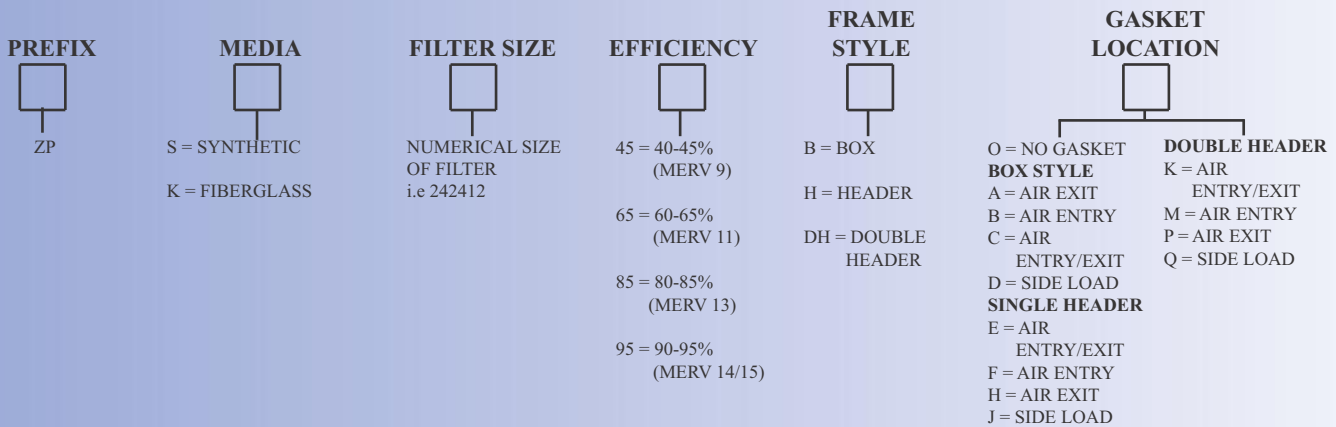 PREFIX
ZP
MEDIA
S = SYNTHETIC
K = FIBERGLASS
FILTER SIZE
NUMERICAL SIZE
OF FILTER
i.e 242412
EFFICIENCY
45 = 40-45%
(MERV 9)
65 = 60-65%
(MERV 11)
85 = 80-85%
(MERV 13)
95 = 90-95%
(MERV 14/15)
FRAME
STYLE
B = BOX
H = HEADER
DH = DOUBLE
HEADER
GASKET
LOCATION
O = NO GASKET
BOX STYLE
A = AIR EXIT
B = AIR ENTRY
C = AIR
ENTRY/EXIT
D = SIDE LOAD
SINGLE HEADER
E = AIR
ENTRY/EXIT
F = AIR ENTRY
H = AIR EXIT
J = SIDE LOAD
DOUBLE HEADER
K = AIR
ENTRY/EXIT
M = AIR ENTRY
P = AIR EXIT
Q = SIDE LOAD